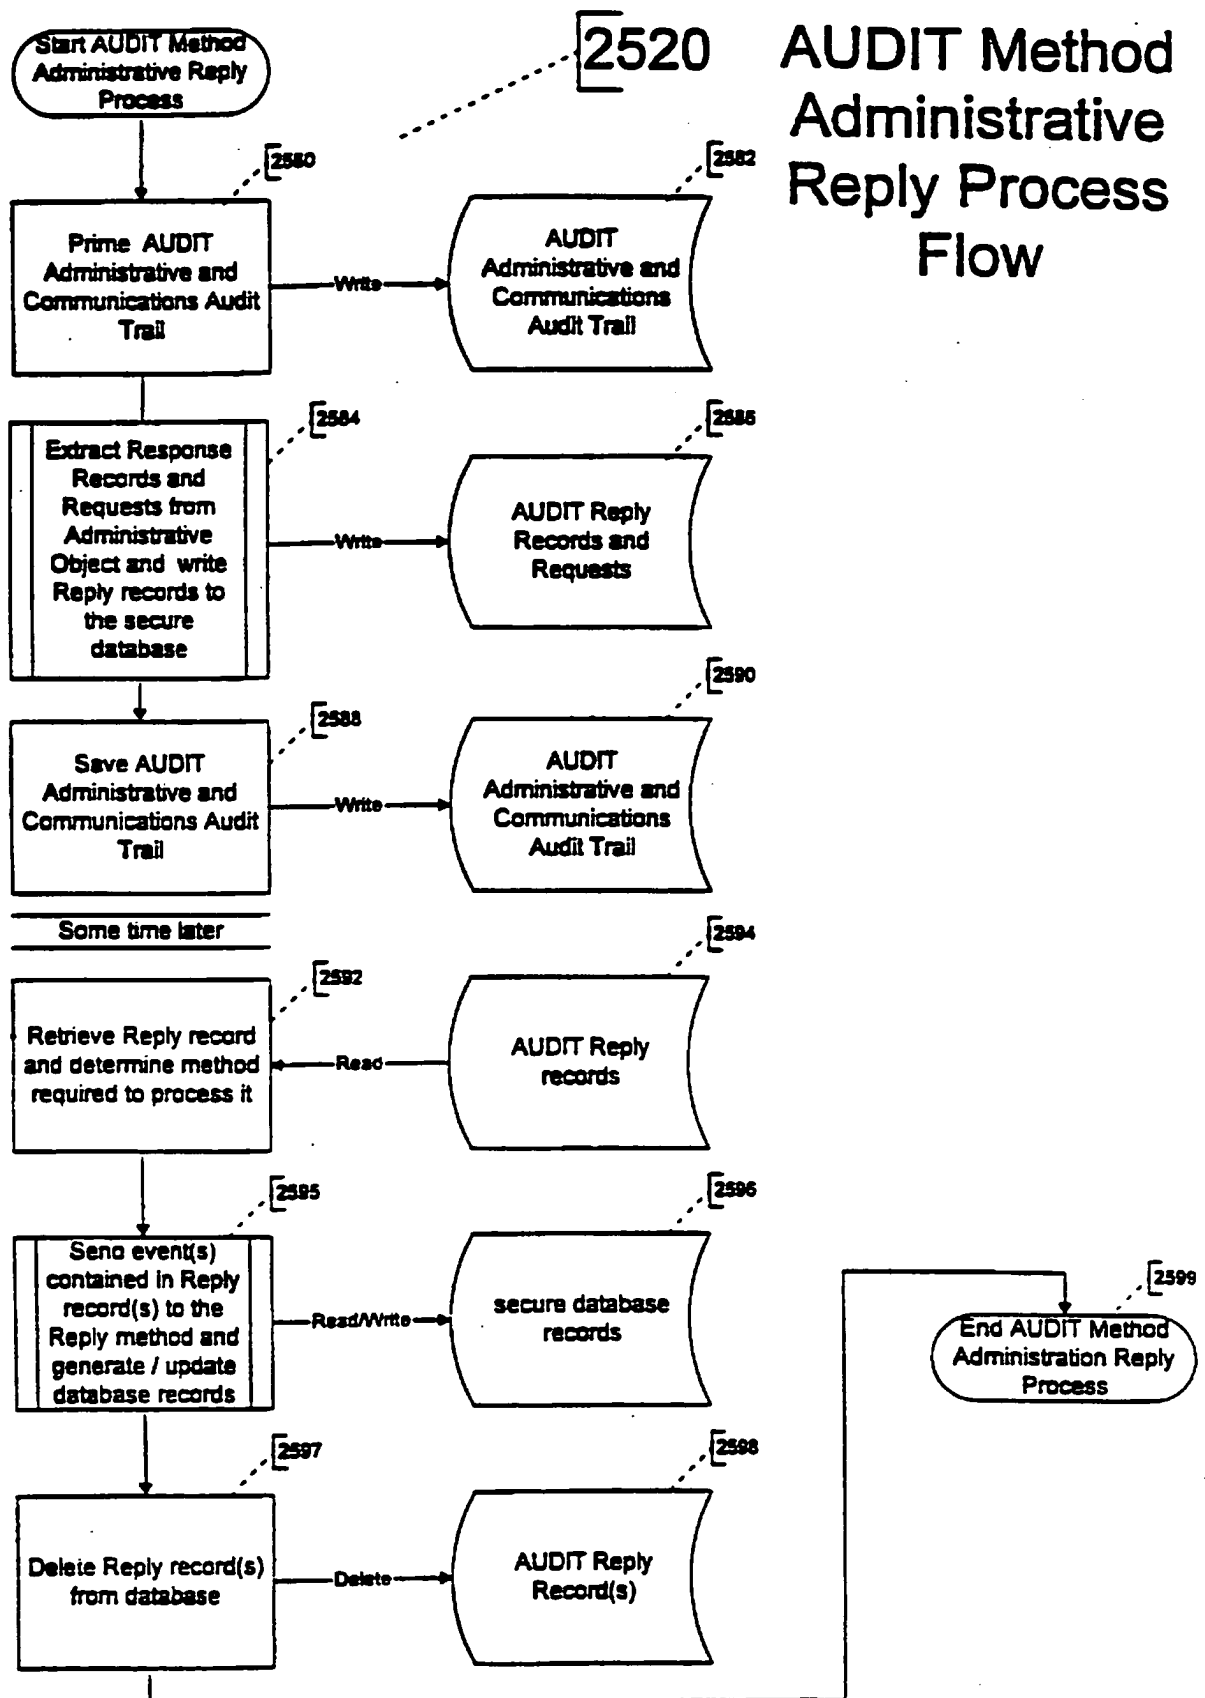 Start AUDIT Method
Administrative Reply
Process
2520
AUDIT Method
Administrative
Reply Process
Flow
2580
Prime AUDIT
Administrative and
Communications Audit
Trail
Write
2582
AUDIT
Administrative and
Communications
Audit Trail
2584
Extract Response
Records and
Requests from
Administrative
Object and write
Reply records to
the secure
database
Write
2586
AUDIT Reply
Records and
Requests
2588
Save AUDIT
Administrative and
Communications Audit
Trail
Write
2590
AUDIT
Administrative and
Communications
Audit Trail
Some time later
2592
Retrieve Reply record
and determine method
required to process it
Read
2594
AUDIT Reply
records
2595
Send event(s)
contained in Reply
record(s) to the
Reply method and
generate / update
database records
Read/Write
2596
secure database
records
2597
Delete Reply record(s)
from database
Delete
2598
AUDIT Reply
Record(s)
2599
End AUDIT Method
Administration Reply
Process